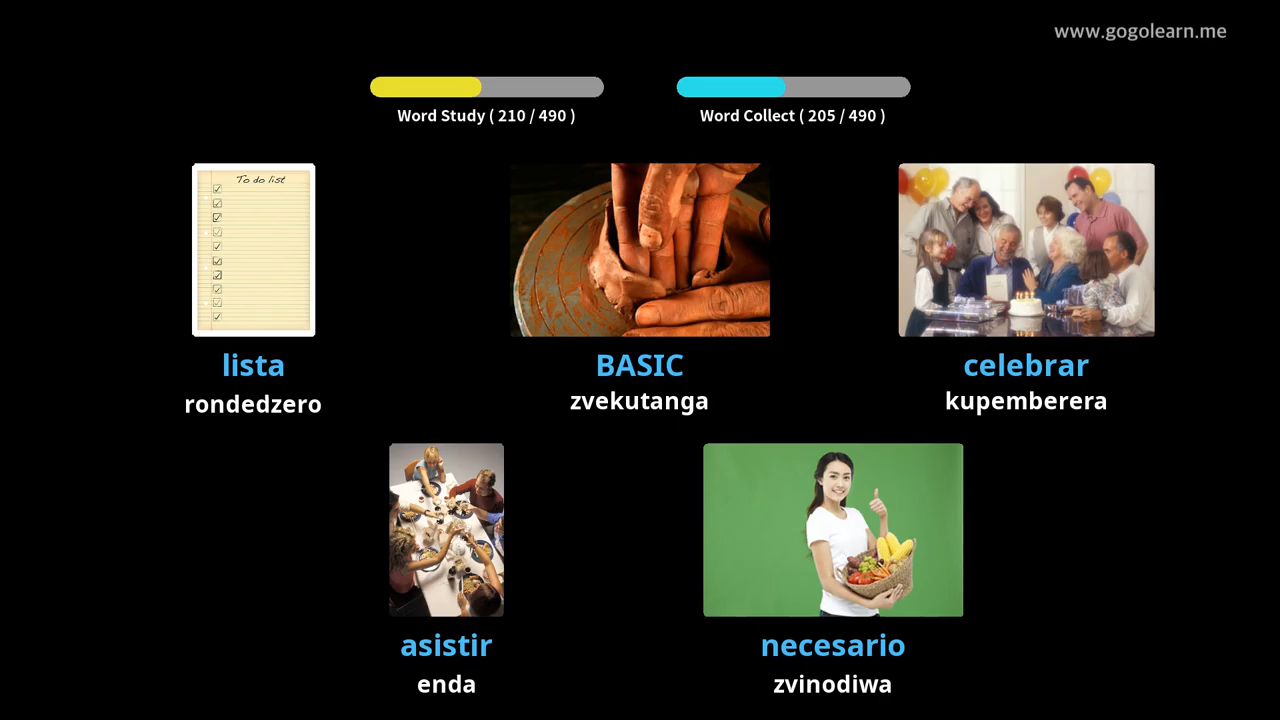 www.gogolearn.me
Word Study ( 210 / 490 )
Word Collect ( 205 / 490 )
To do list
lista
rondedzero
BASIC
zvekutanga
celebrar
kupemberera
asistir
enda
necesario
zvinodiwa